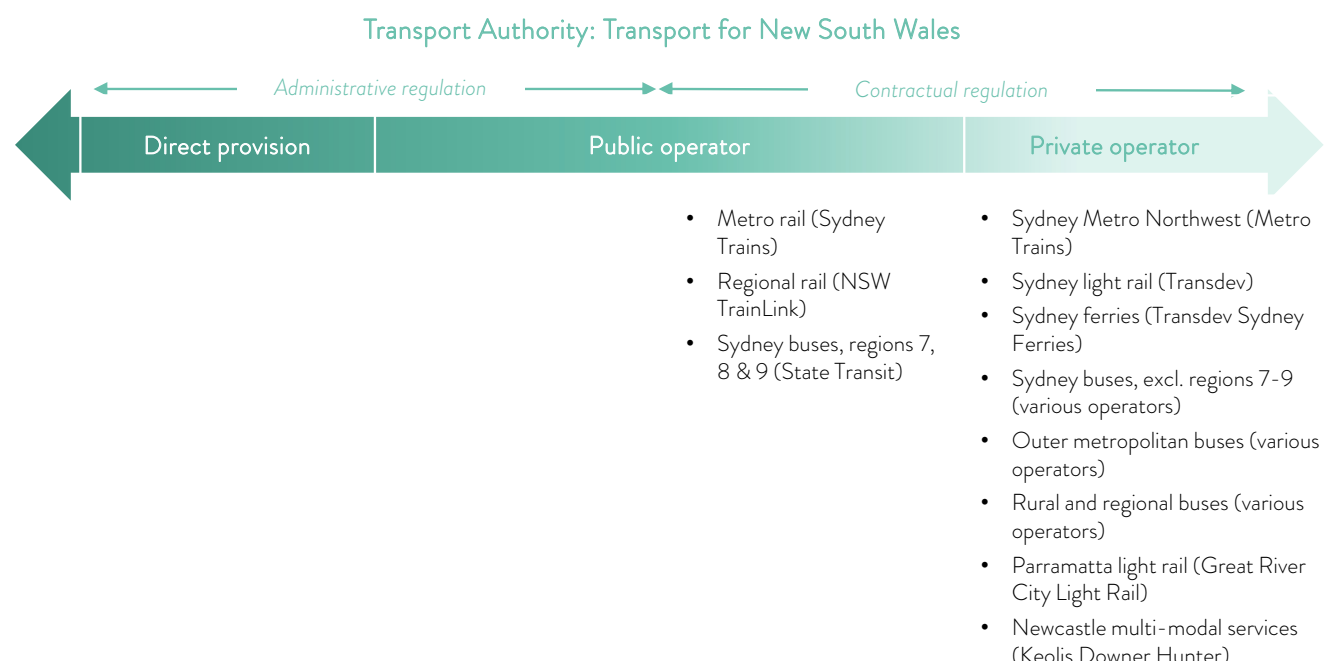 Transport Authority: Transport for New South Wales
Administrative regulation
Contractual regulation
Direct provision
Public operator
Private operator
• Metro rail (Sydney
Trains)
• Regional rail (NSW
TrainLink)
• Sydney buses, regions 7,
8 & 9 (State Transit)
• Sydney Metro Northwest (Metro
Trains)
• Sydney light rail (Transdev)
• Sydney ferries (Transdev Sydney
Ferries)
• Sydney buses, excl. regions 7-9
(various operators)
• Outer metropolitan buses (various
operators)
• Rural and regional buses (various
operators)
• Parramatta light rail (Great River
City Light Rail)
• Newcastle multi-modal services
(Keolis Downer Hunter)